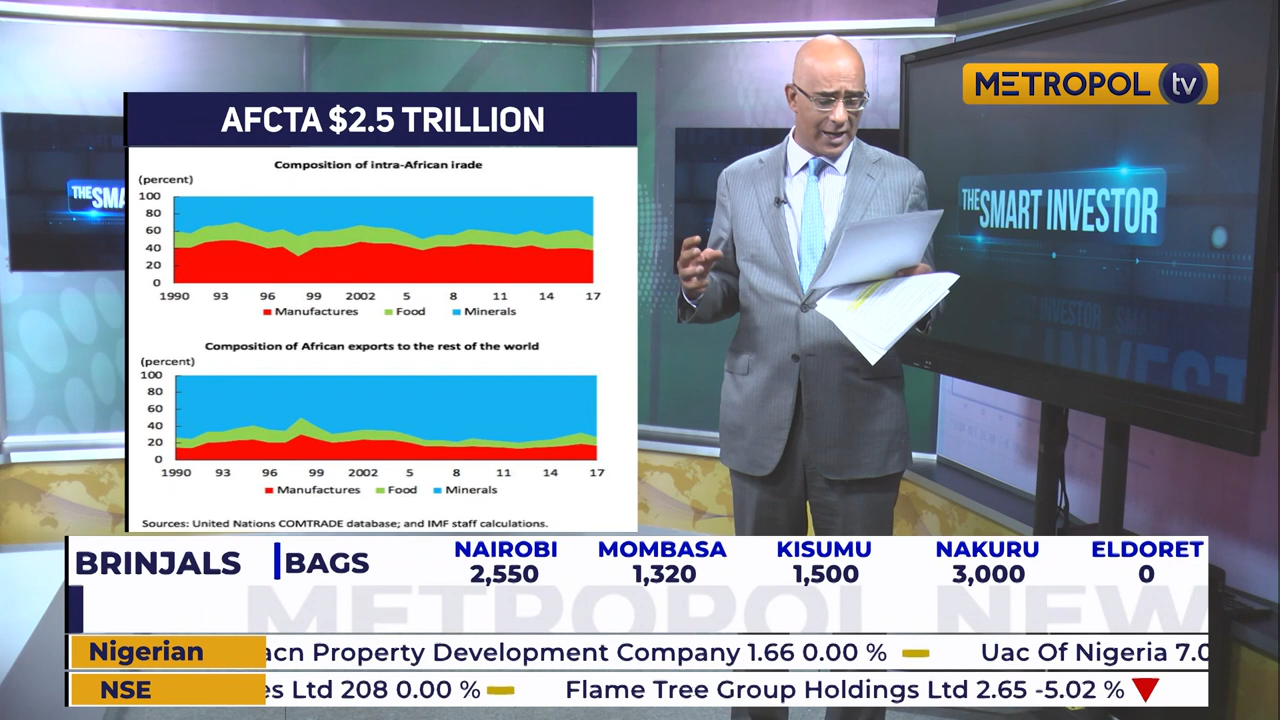 METROPOL tv
AFCTA $2.5 TRILLION
Composition of intra-African irade
(percent)
100
80
60
40
20
0
1990 93 96 99 2002 5 8 11 14 17
Manufactures Food Minerals
Composition of African exports to the rest of the world
(percent)
100
80
60
40
20
0
1990 93 96 99 2002 5 8 11 14 17
Manufactures Food Minerals
Sources: United Nations COMTRADE database; and IMF staff calculations.
THE SMA
THE SMART INVESTOR
INVESTOR
INVEST
BRINJALS BAGS
NAIROBI MOMBASA KISUMU NAKURU ELDORET
2,550 1,320 1,500 3,000 0
METROPOL NEW
Nigerian acn Property Development Company 1.66 0.00 % Uac Of Nigeria 7.0
NSE es Ltd 208 0.00 % Flame Tree Group Holdings Ltd 2.65 -5.02 %